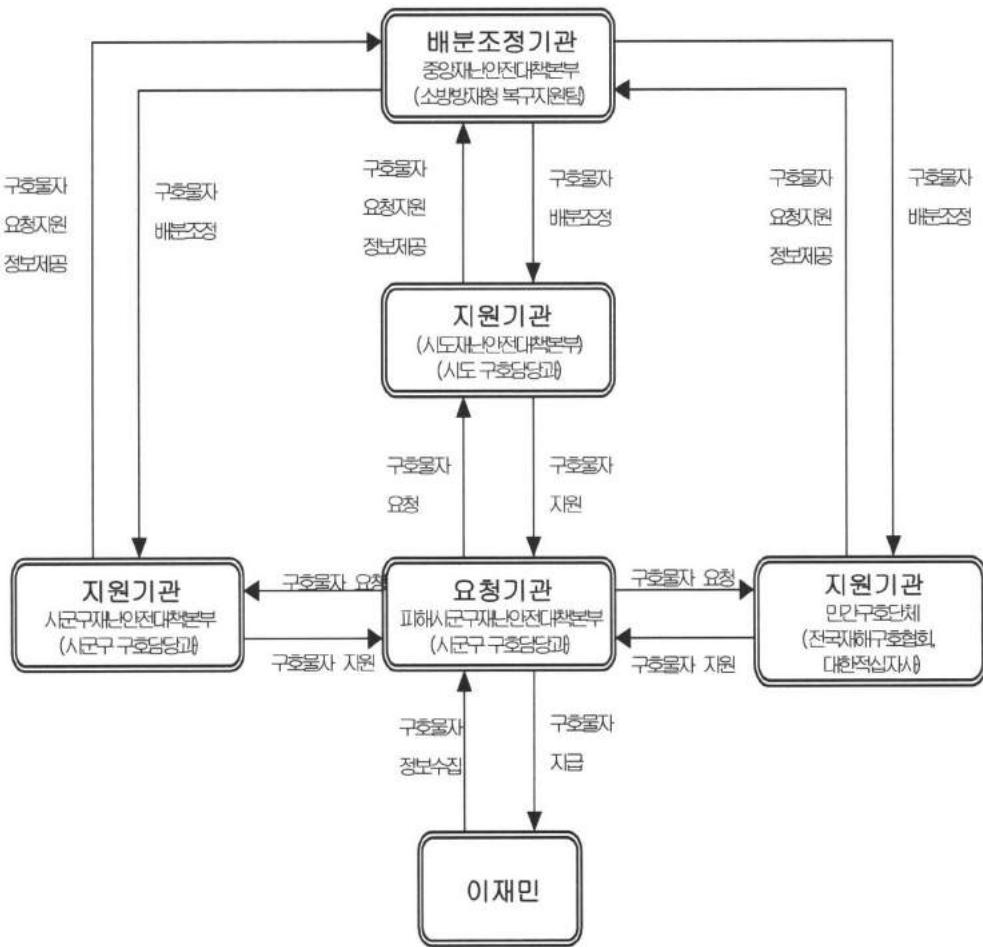 배분조정기관
중앙재난안전대책본부
(소방방재청 복구지원팀)
구호물자
요청지원
정보제공
구호물자
배분조정
구호물자
요청지원
정보제공
구호물자
배분조정
구호물자
요청지원
정보제공
구호물자
배분조정
지원기관
(시도재난안전대책본부)
(시도 구호담당과)
구호물자
요청
구호물자
지원
지원기관
시군구재난안전대책본부
(시군구 구호담당과)
구호물자 요청
구호물자 지원
요청기관
피해시군구재난안전대책본부
(시군구 구호담당과)
구호물자 요청
구호물자 지원
지원기관
민간구호단체
(전국재해구호협회,
대한적십자사)
구호물자
정보수집
구호물자
지급
이재민